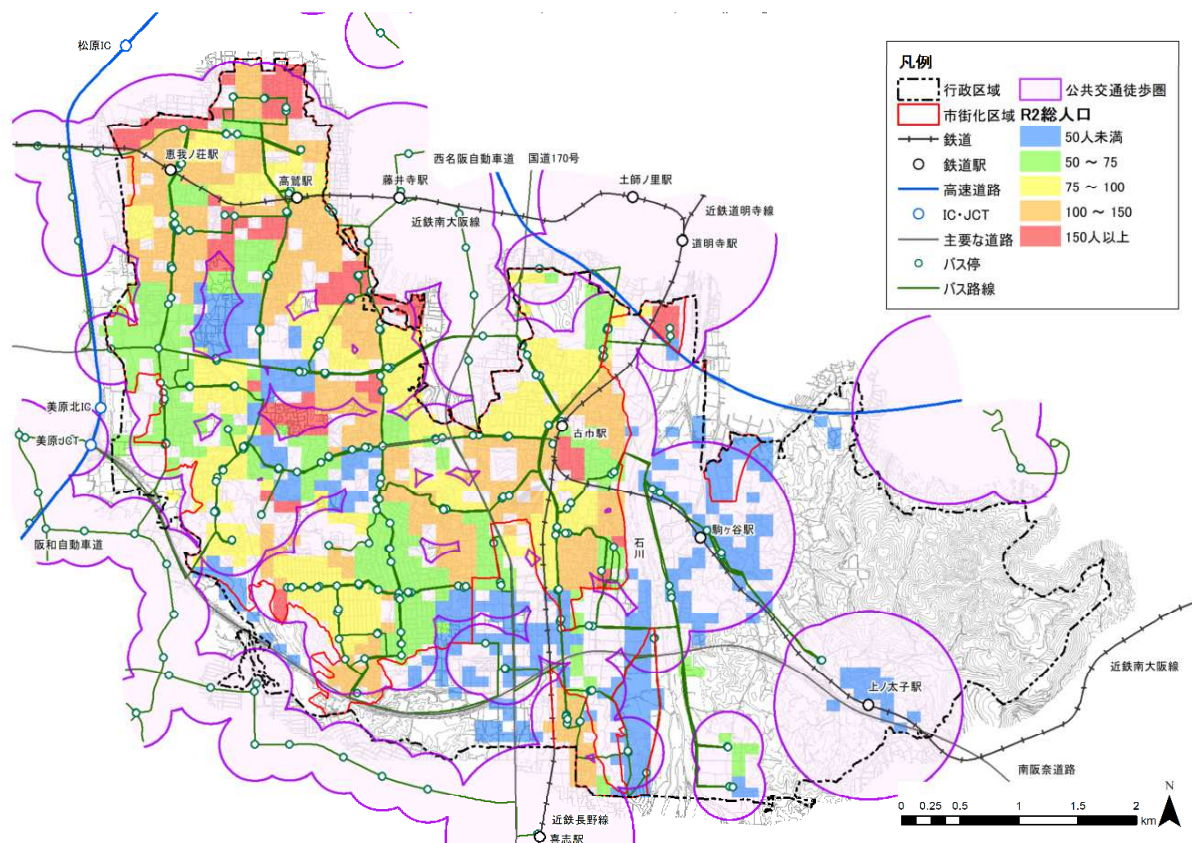 松原IC
凡例
行政区域
公共交通徒歩圏
市街化区域
R2総人口
鉄道
50人未満
鉄道駅
50 ～ 75
高速道路
75 ～ 100
IC・JCT
100 ～ 150
主要な道路
150人以上
バス停
バス路線
恵我ノ荘駅
高鷲駅
藤井寺駅
西名阪自動車道
国道170号
土師ノ里駅
近鉄南大阪線
近鉄道明寺線
道明寺駅
美原北IC
美原JCT
古市駅
阪和自動車道
石川
駒ヶ谷駅
上ノ太子駅
近鉄南大阪線
南阪奈道路
近鉄長野線
喜志駅
N
0 0.25 0.5 1 1.5 2
km